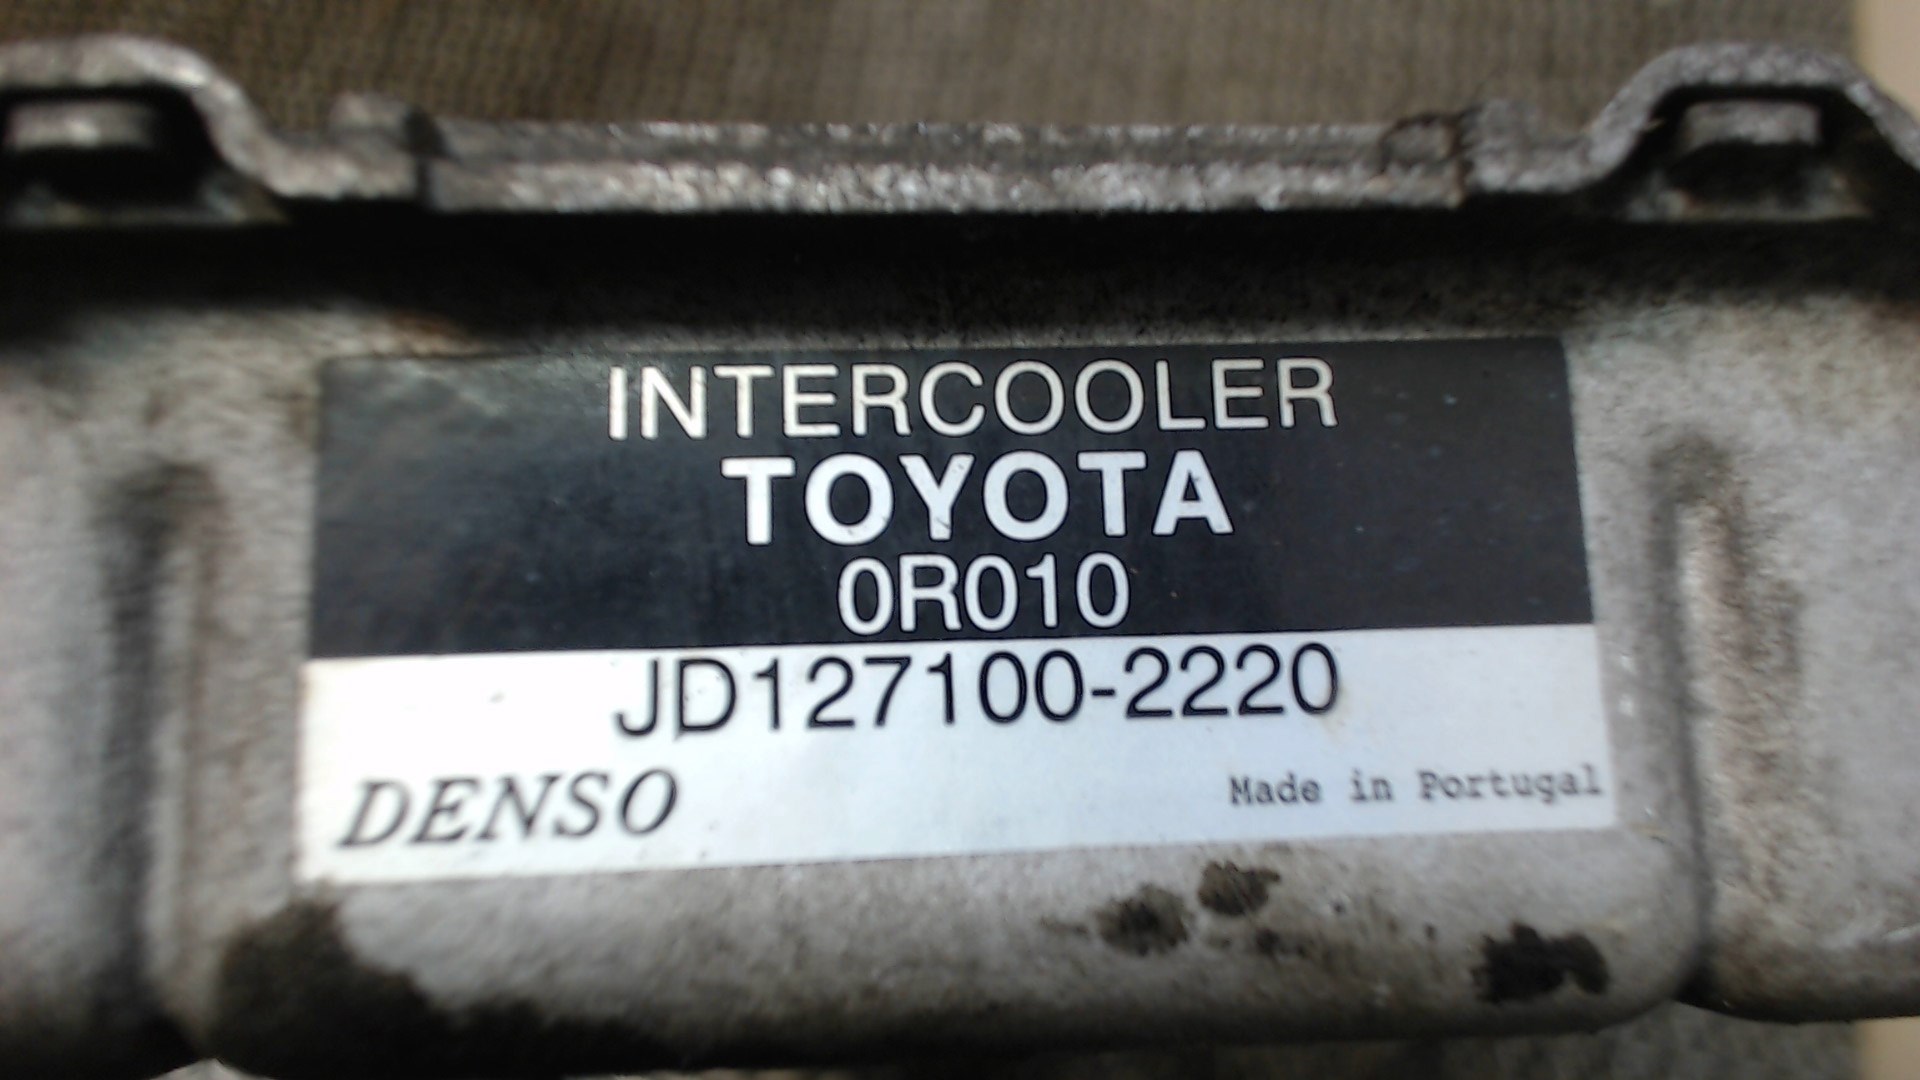 INTERCOOLER
TOYOTA
0R010
JD127100-2220
DENSO
Made in Portugal